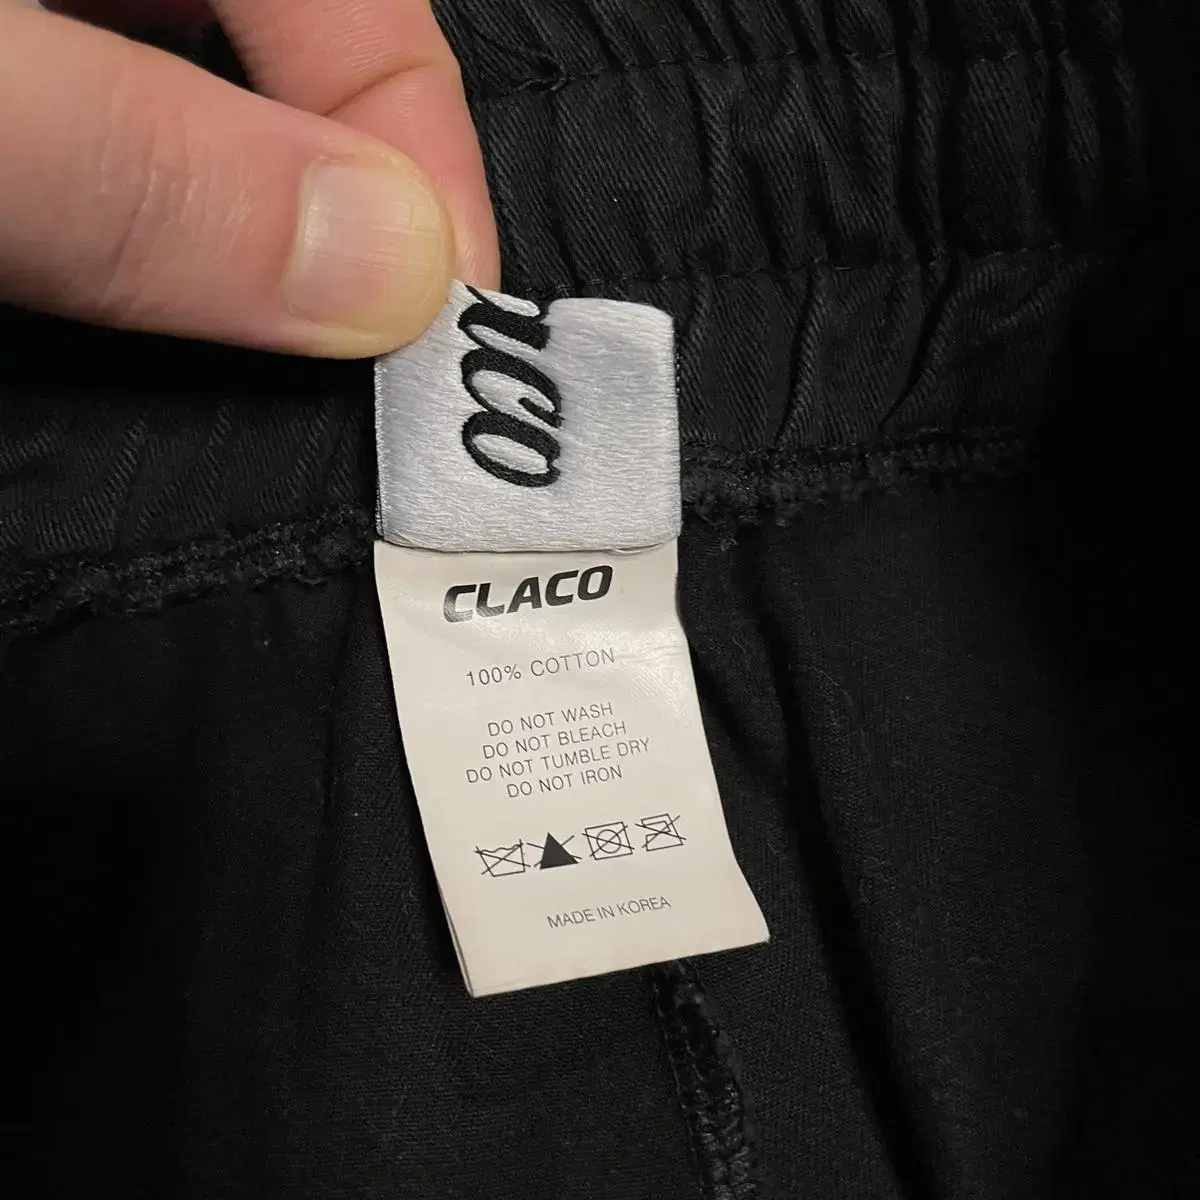 CLACO
100% COTTON
DO NOT WASH
DO NOT BLEACH
DO NOT TUMBLE DRY
DO NOT IRON
MADE IN KOREA